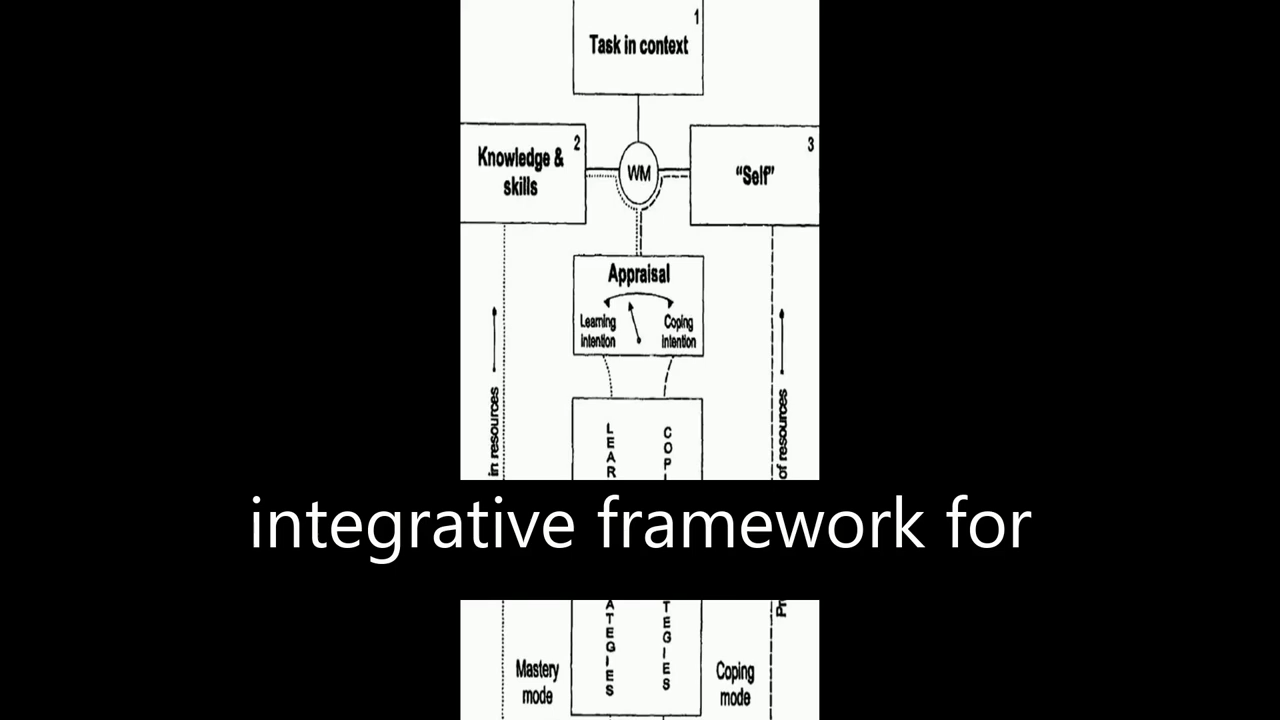 1
Task in context
2
Knowledge &
skills
WM
3
"Self"
Appraisal
Learning
intention
Coping
intention
in resources
of resources
LEAR
COP
integrative framework for
ATEGIES
TEGIES
Mastery
mode
Coping
mode